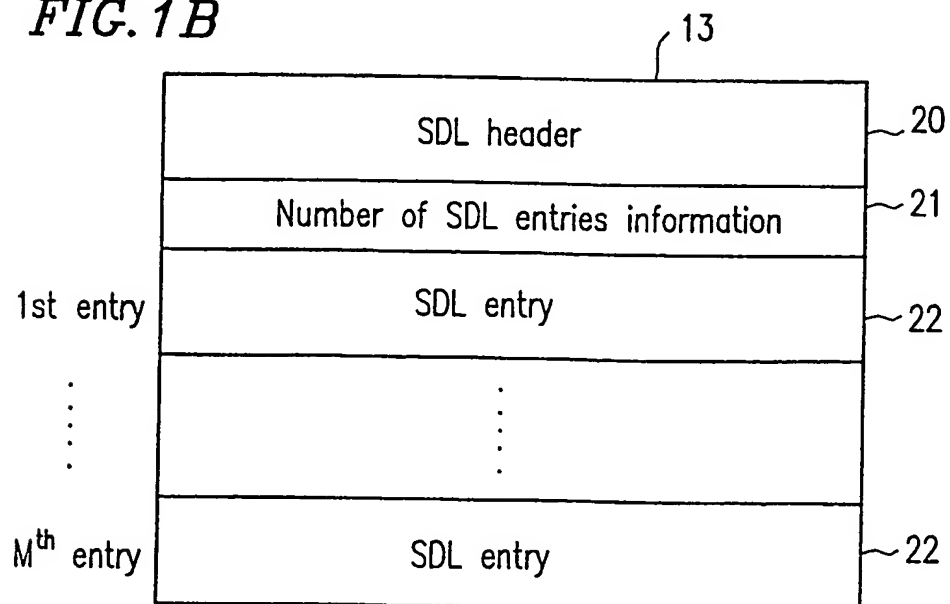 FIG. 1B
13
SDL header
20
Number of SDL entries information
21
1st entry
SDL entry
22
Mth entry
SDL entry
22